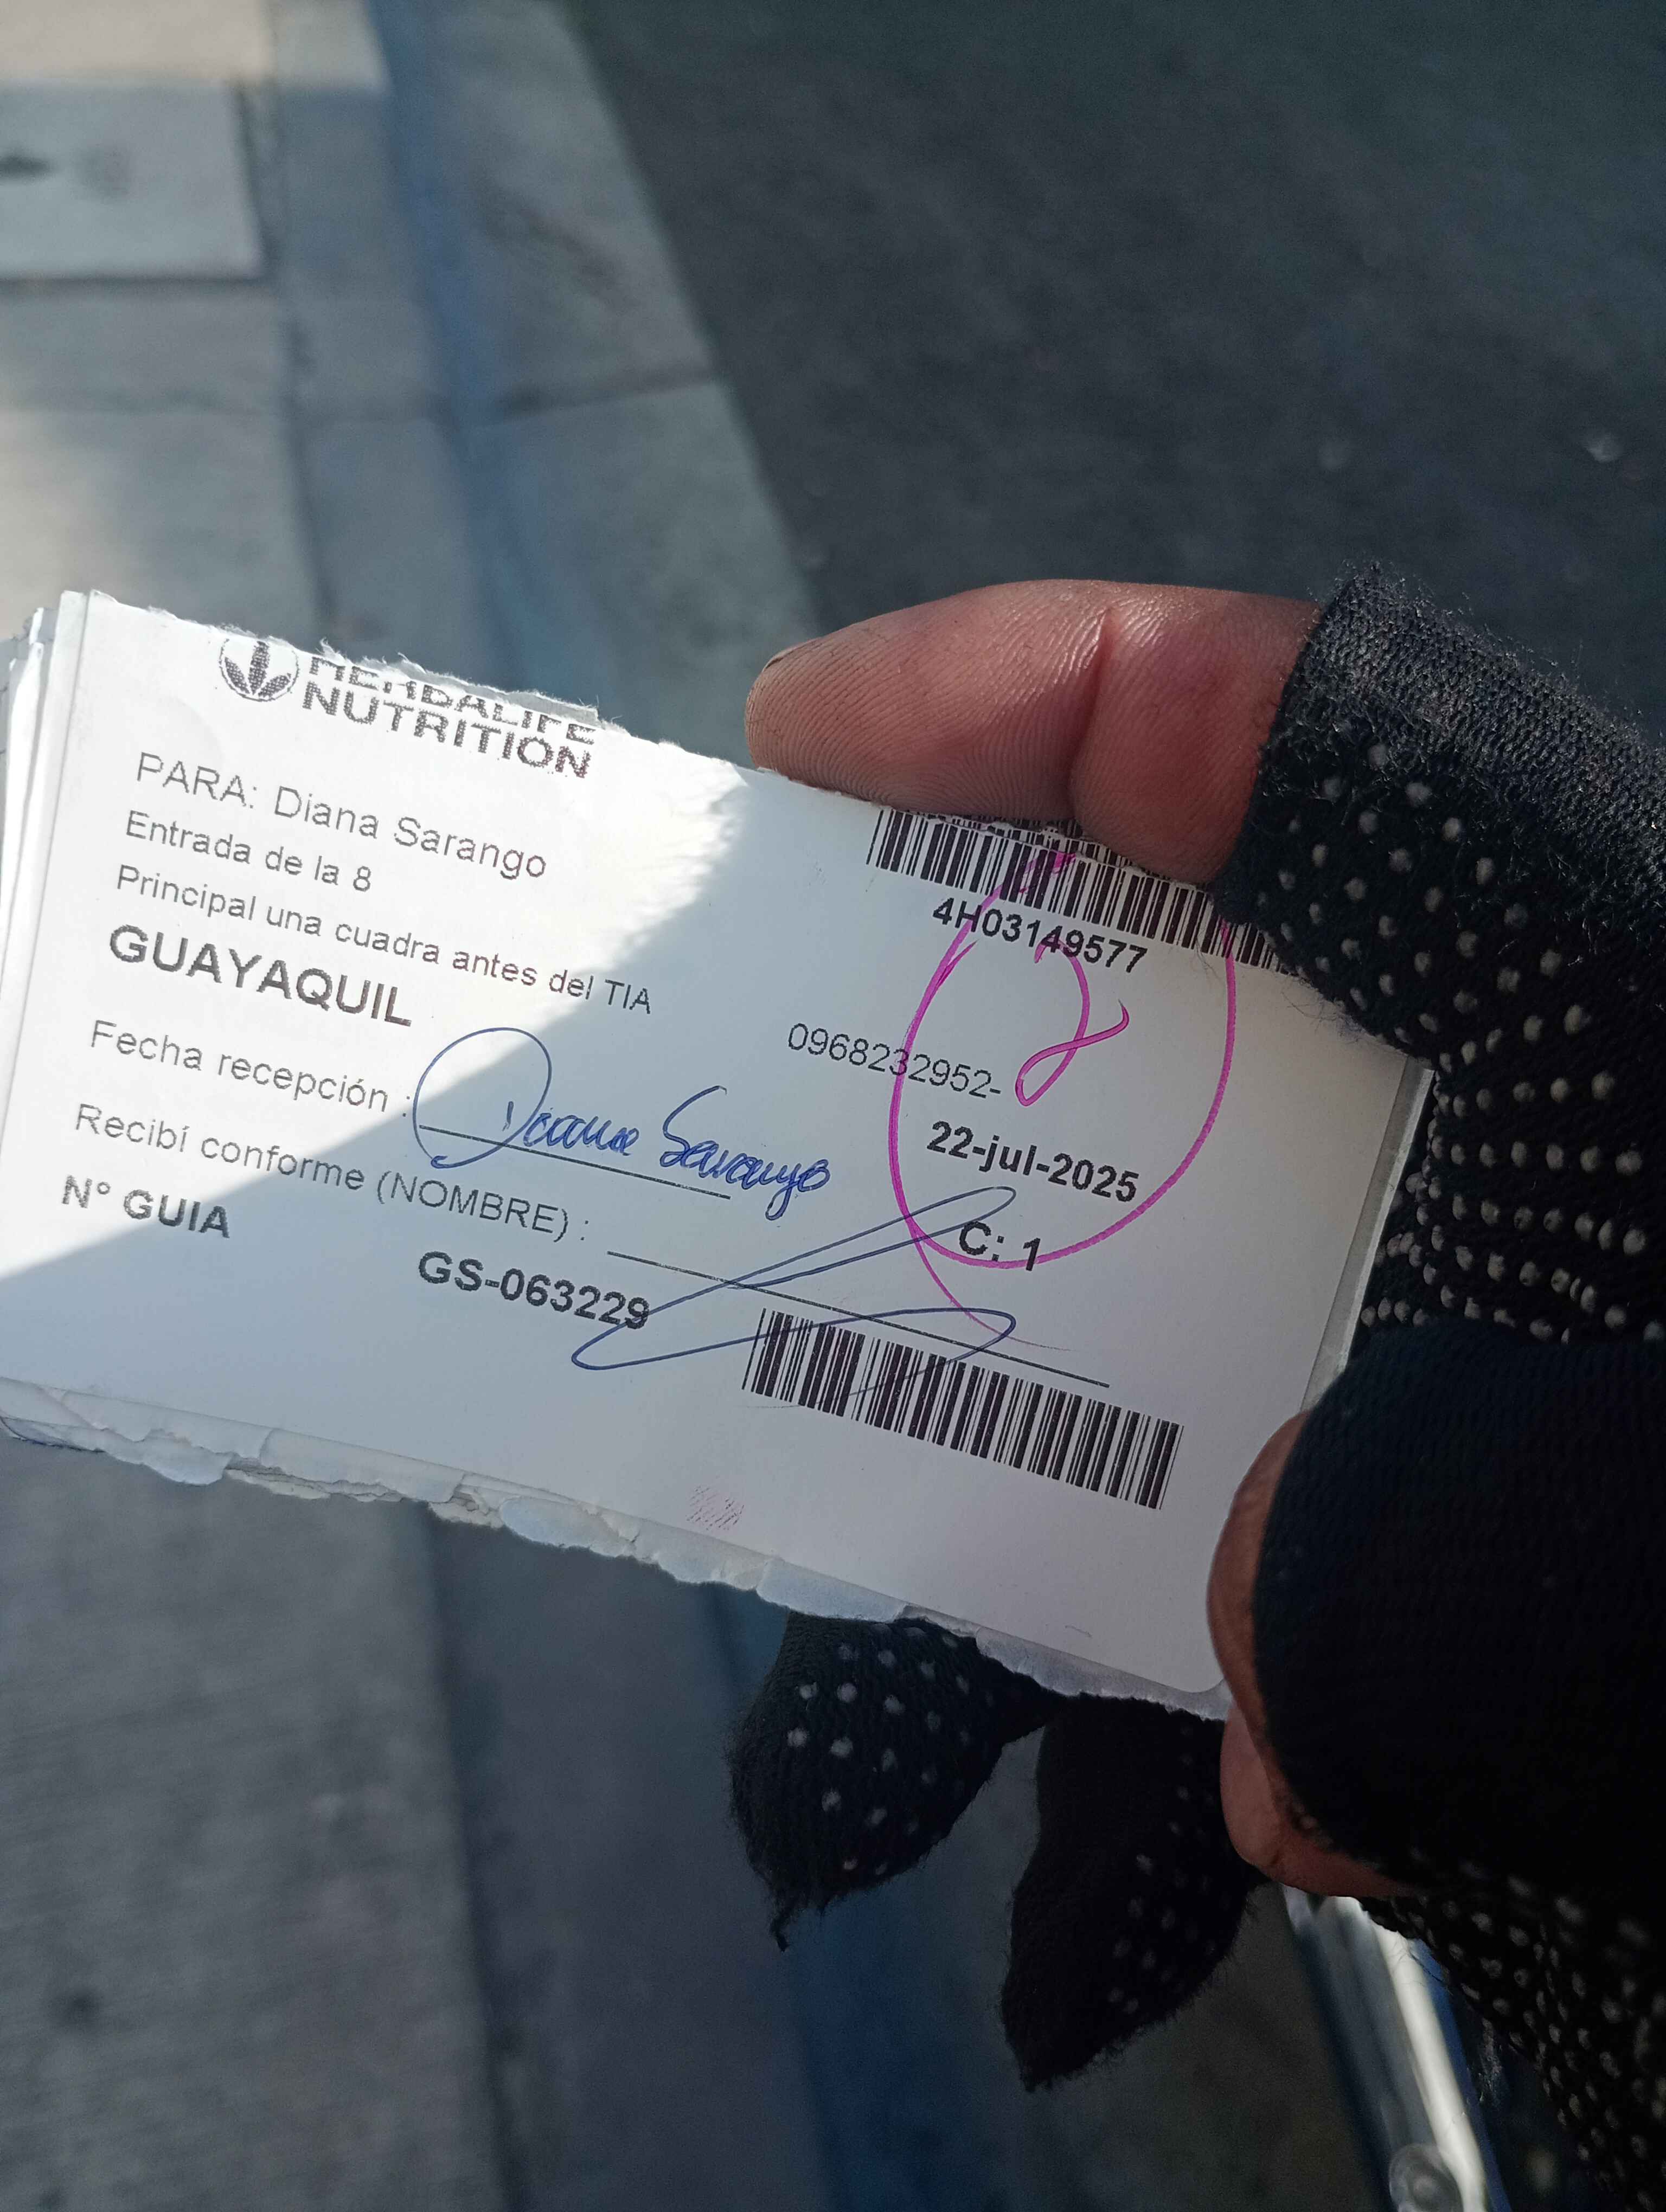 HERBALIFE
NUTRITION
PARA: Diana Sarango
Entrada de la 8
Principal una cuadra antes del TIA
GUAYAQUIL
4H03149577
8
0968232952-
22-jul-2025
C: 1
Fecha recepción :
Diana Sarango
Recibí conforme (NOMBRE) :
N° GUIA
GS-063229